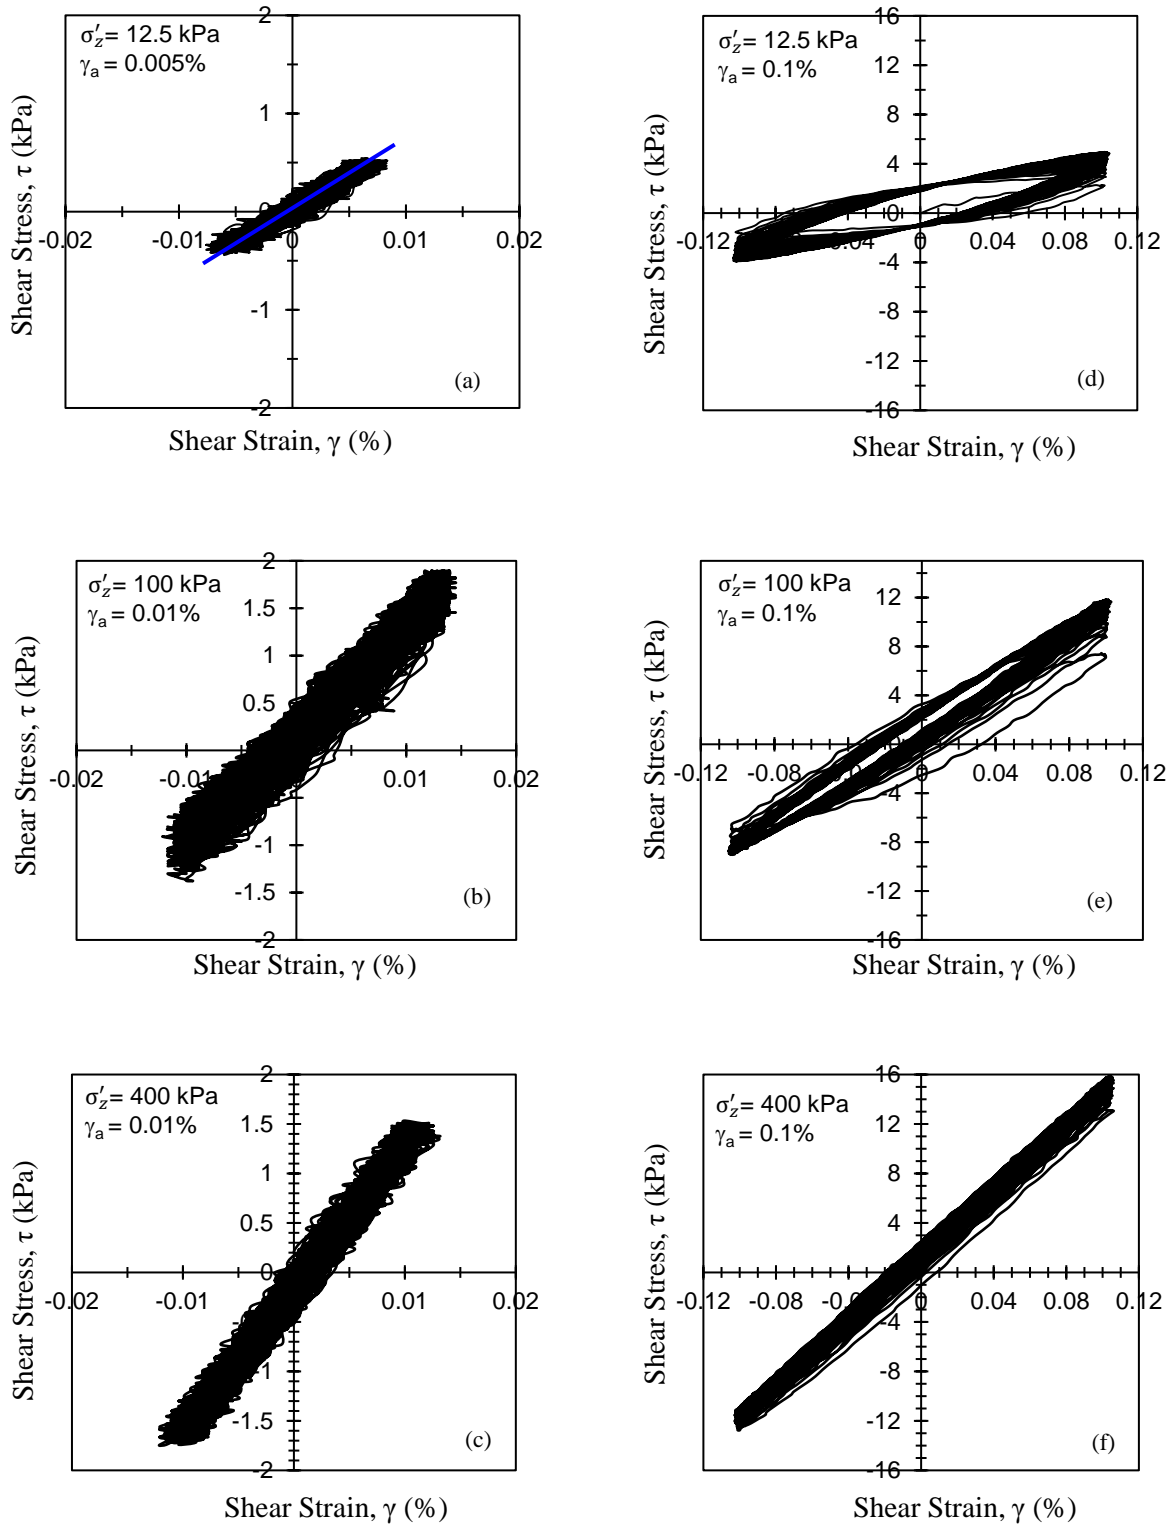 2
σ′z= 12.5 kPa
γa = 0.005%
1
0
-0.02
-0.01
0
0.01
0.02
-1
(a)
-2
Shear Stress, τ (kPa)
Shear Strain, γ (%)
16
σ′z= 12.5 kPa
γa = 0.1%
12
8
4
0
-0.12
0.04
0
0.04
0.08
0.12
-4
-8
-12
(d)
-16
Shear Stress, τ (kPa)
Shear Strain, γ (%)
2
σ′z= 100 kPa
γa = 0.01%
1.5
1
0.5
0
-0.02
-0.01
0.01
0.02
-1
-1.5
(b)
-2
Shear Stress, τ (kPa)
Shear Strain, γ (%)
σ′z= 100 kPa
γa = 0.1%
12
8
4
0
-0.12
-0.08
0
0.04
0.08
0.12
-4
-8
-12
(e)
-16
Shear Stress, τ (kPa)
Shear Strain, γ (%)
2
σ′z= 400 kPa
γa = 0.01%
1.5
1
0.5
0
-0.02
-0.01
0
0.01
0.02
-1
-1.5
(c)
-2
Shear Stress, τ (kPa)
Shear Strain, γ (%)
16
σ′z= 400 kPa
γa = 0.1%
12
8
4
0
-0.12
-0.08
0
0.04
0.08
0.12
-4
-8
-12
(f)
-16
Shear Stress, τ (kPa)
Shear Strain, γ (%)